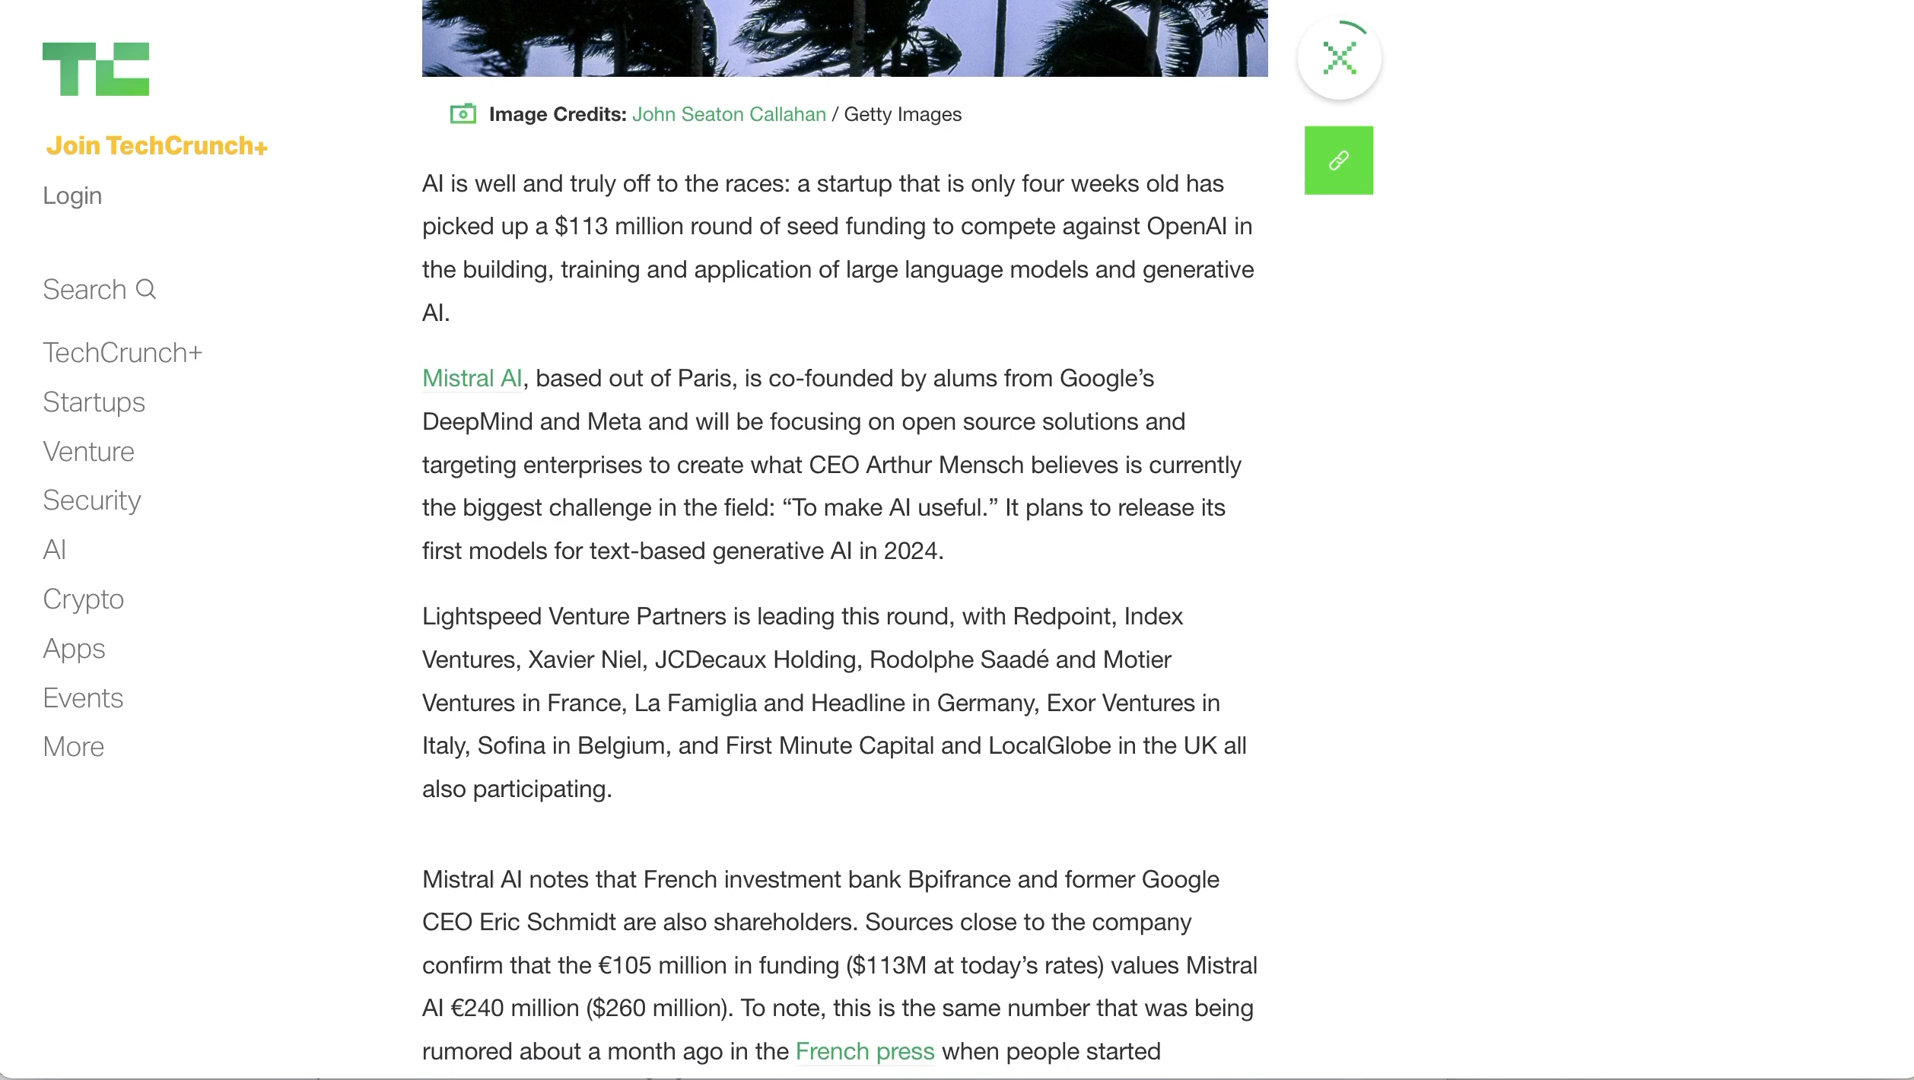 TC
Join TechCrunch+
Login
Search
TechCrunch+
Startups
Venture
Security
AI
Crypto
Apps
Events
More
Image Credits: John Seaton Callahan / Getty Images
AI is well and truly off to the races: a startup that is only four weeks old has
picked up a $113 million round of seed funding to compete against OpenAI in
the building, training and application of large language models and generative
AI.
Mistral AI, based out of Paris, is co-founded by alums from Google’s
DeepMind and Meta and will be focusing on open source solutions and
targeting enterprises to create what CEO Arthur Mensch believes is currently
the biggest challenge in the field: “To make AI useful.” It plans to release its
first models for text-based generative AI in 2024.
Lightspeed Venture Partners is leading this round, with Redpoint, Index
Ventures, Xavier Niel, JCDecaux Holding, Rodolphe Saadé and Motier
Ventures in France, La Famiglia and Headline in Germany, Exor Ventures in
Italy, Sofina in Belgium, and First Minute Capital and LocalGlobe in the UK all
also participating.
Mistral AI notes that French investment bank Bpifrance and former Google
CEO Eric Schmidt are also shareholders. Sources close to the company
confirm that the €105 million in funding ($113M at today’s rates) values Mistral
AI €240 million ($260 million). To note, this is the same number that was being
rumored about a month ago in the French press when people started